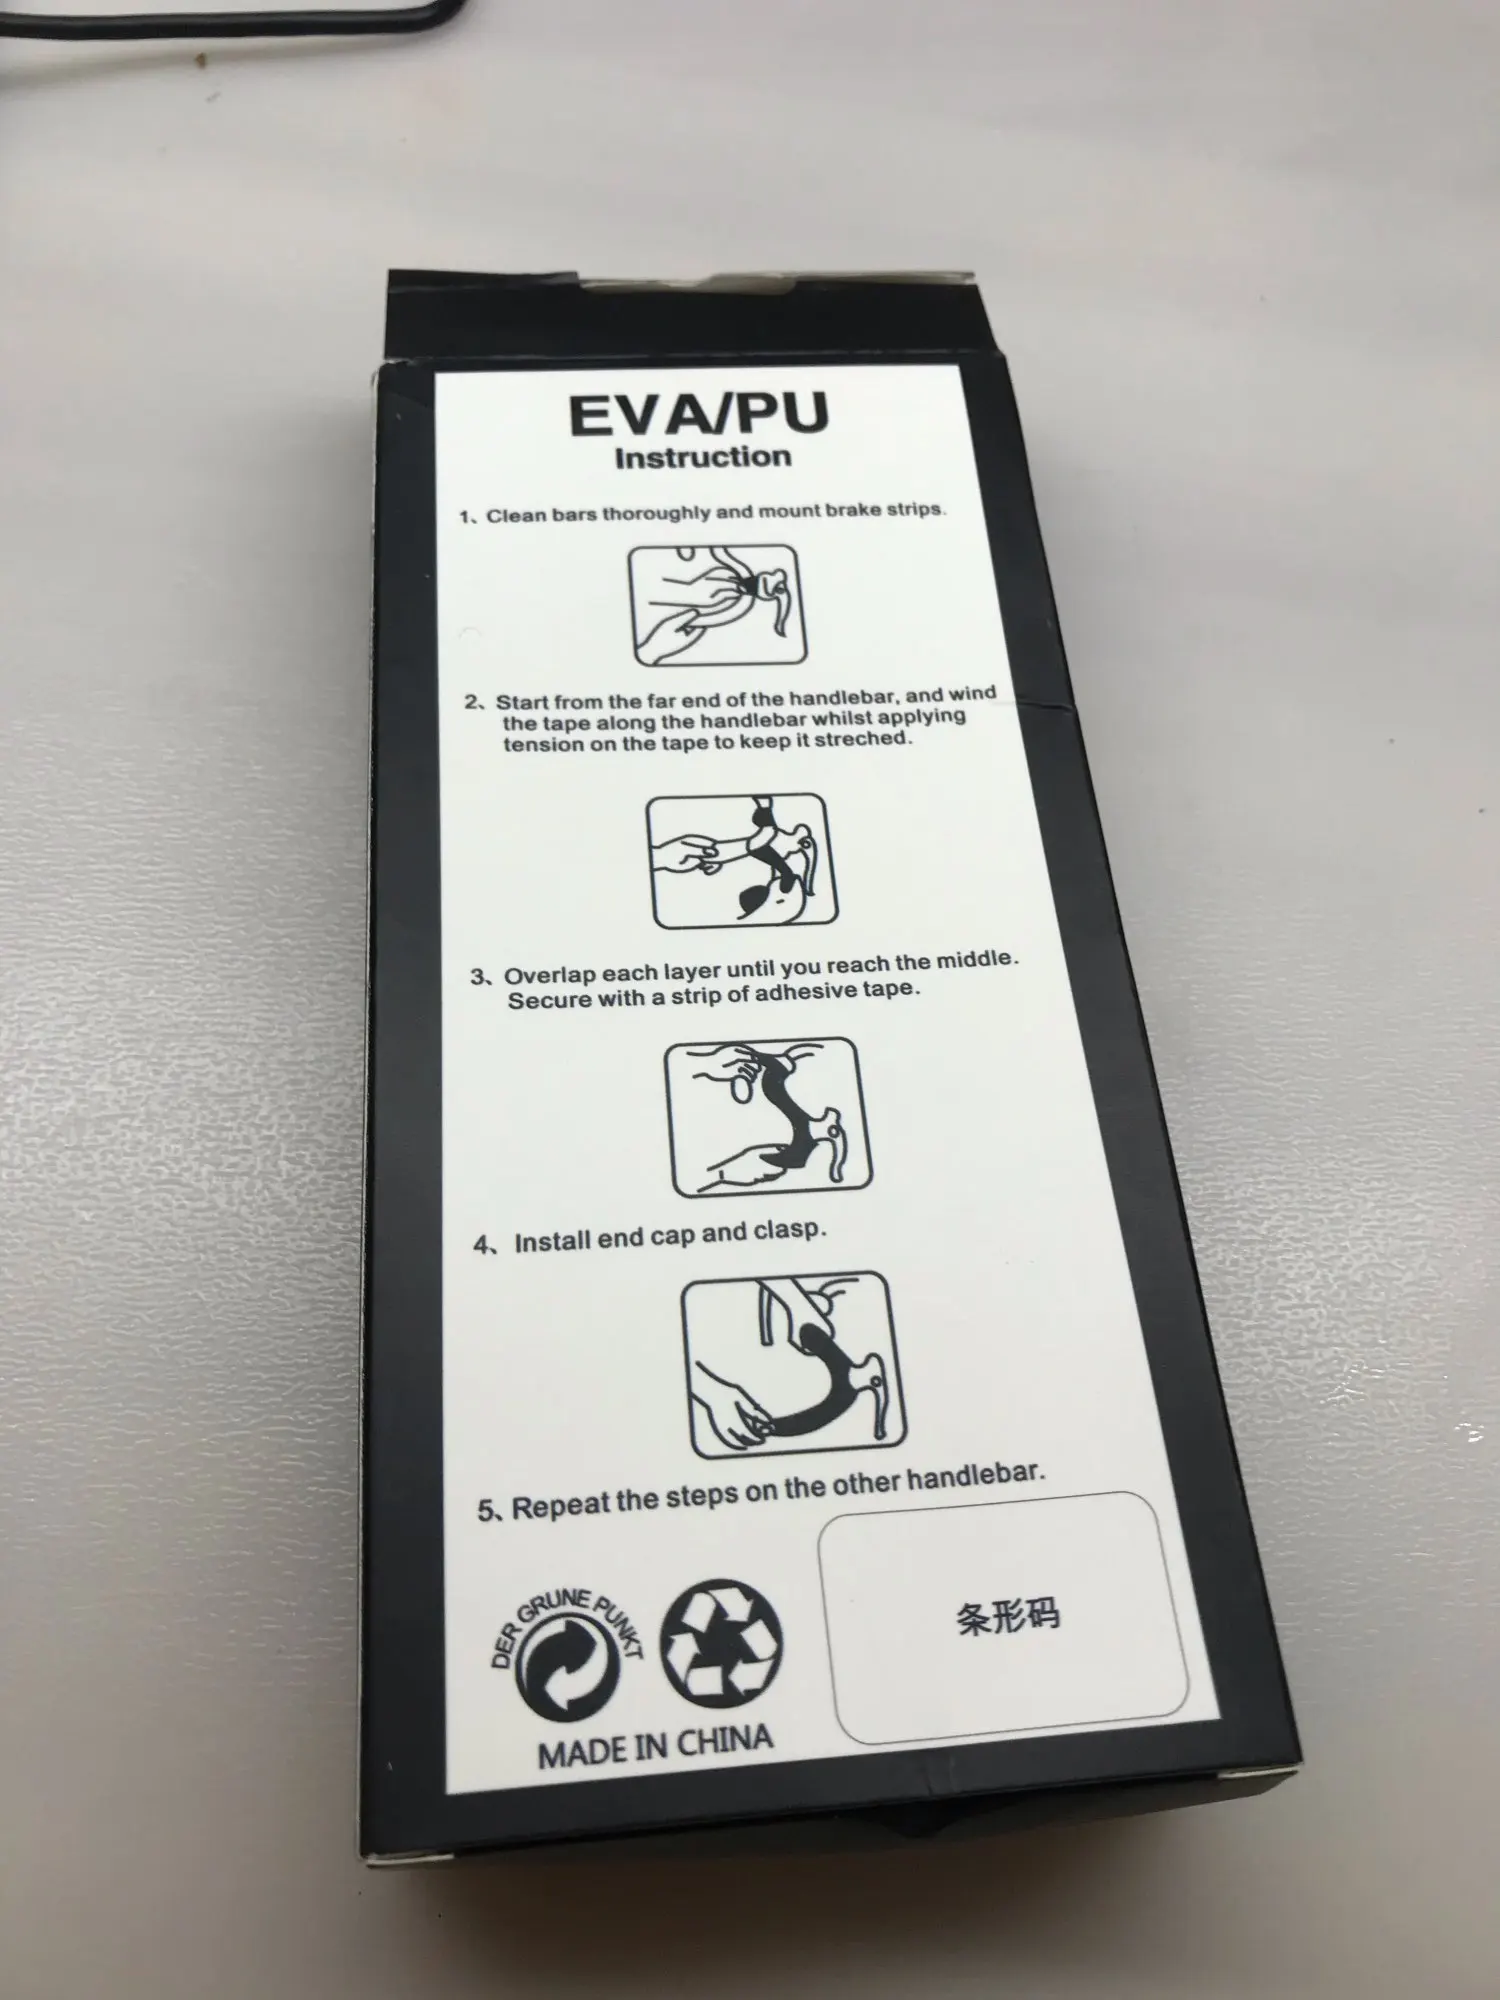 EVA/PU
Instruction
1、Clean bars thoroughly and mount brake strips.
2、Start from the far end of the handlebar, and wind
the tape along the handlebar whilst applying
tension on the tape to keep it streched.
3、Overlap each layer until you reach the middle.
Secure with a strip of adhesive tape.
4、Install end cap and clasp.
5、Repeat the steps on the other handlebar.
DER GRUNE PUNKT
条形码
MADE IN CHINA